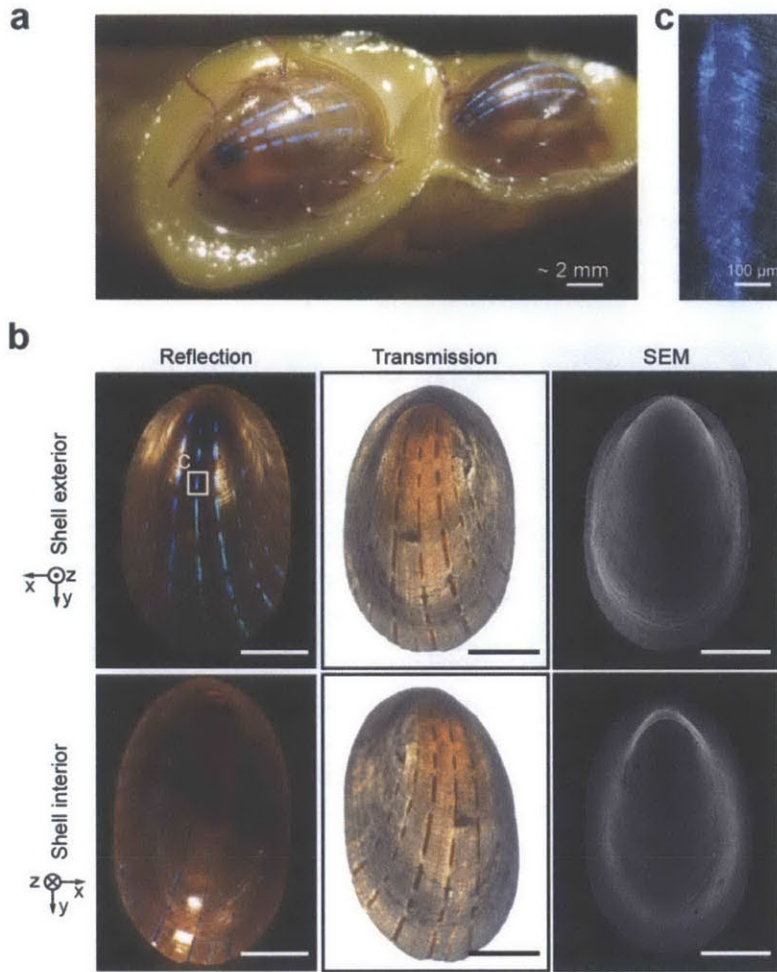 a
c
~ 2 mm
100 µm
b
Reflection
Transmission
SEM
Shell exterior
c
x
z
y
Shell interior
z
x
y